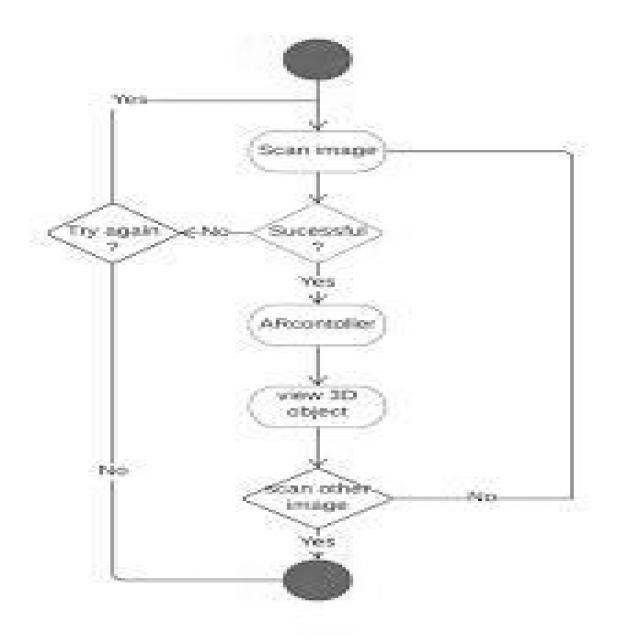 Yes
Scan image
Try again
?
No
Sucessful
?
Yes
ARcontoller
view 3D
object
No
scan other
image
No
Yes